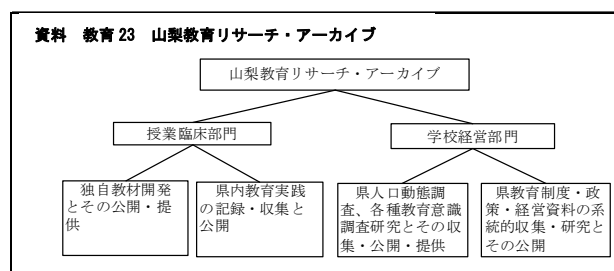 資料　教育 23　山梨教育リサーチ・アーカイブ
山梨教育リサーチ・アーカイブ
授業臨床部門
学校経営部門
独自教材開発
とその公開・提
供
県内教育実践
の記録・収集と
公開
県人口動態調
査、各種教育意識
調査研究とその収
集・公開・提供
県教育制度・政
策・経営資料の系
統的収集・研究と
その公開